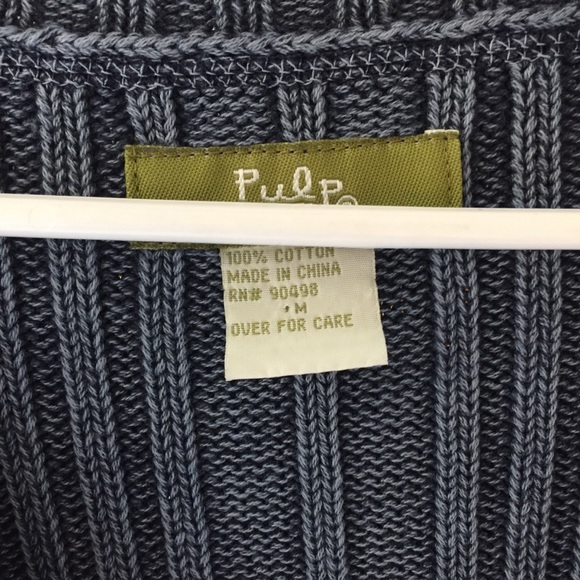 Pulp®
100% COTTON
MADE IN CHINA
RN# 90498
M
OVER FOR CARE